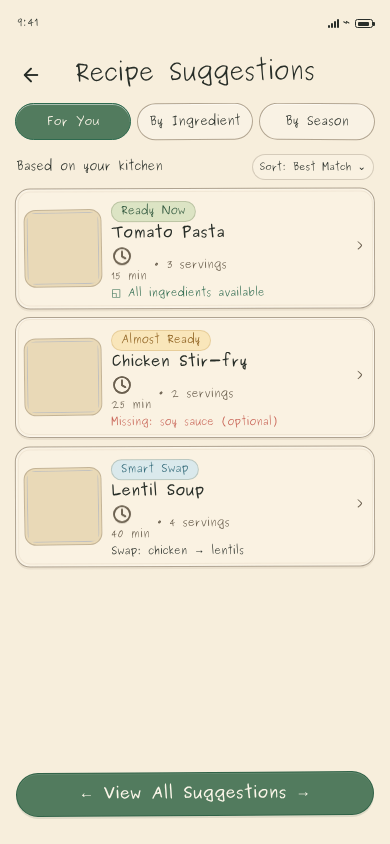 9:41
← Recipe Suggestions
For You By Ingredient By Season
Based on your kitchen Sort: Best Match ⌄
Ready Now
Tomato Pasta
15 min • 3 servings
All ingredients available
Almost Ready
Chicken Stir-fry
25 min • 2 servings
Missing: soy sauce (optional)
Smart Swap
Lentil Soup
40 min • 4 servings
Swap: chicken → lentils
← View All Suggestions →